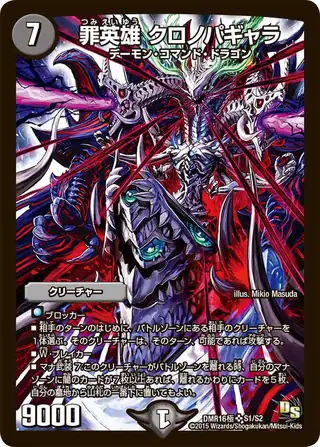 7
つみえいゆう
罪英雄 クロノパギャラ
デーモン・コマンド・ドラゴン
illus. Mikio Masuda
クリーチャー
ブロッカー
■相手のターンのはじめに、バトルゾーンにある相手のクリーチャーを
1体選ぶ。そのクリーチャーは、そのターン、可能であれば攻撃する。
■W・ブレイカー
■マナ武装 7:このクリーチャーがバトルゾーンを離れる時、自分のマナ
ゾーンに闇のカードが7枚以上あれば、離れるかわりにカードを5枚、
自分の墓地から山札の一番下に置いてもよい。
9000
DMR16極 S1/S2
©2015 Wizards/Shogakukan/Mitsui-Kids
DS